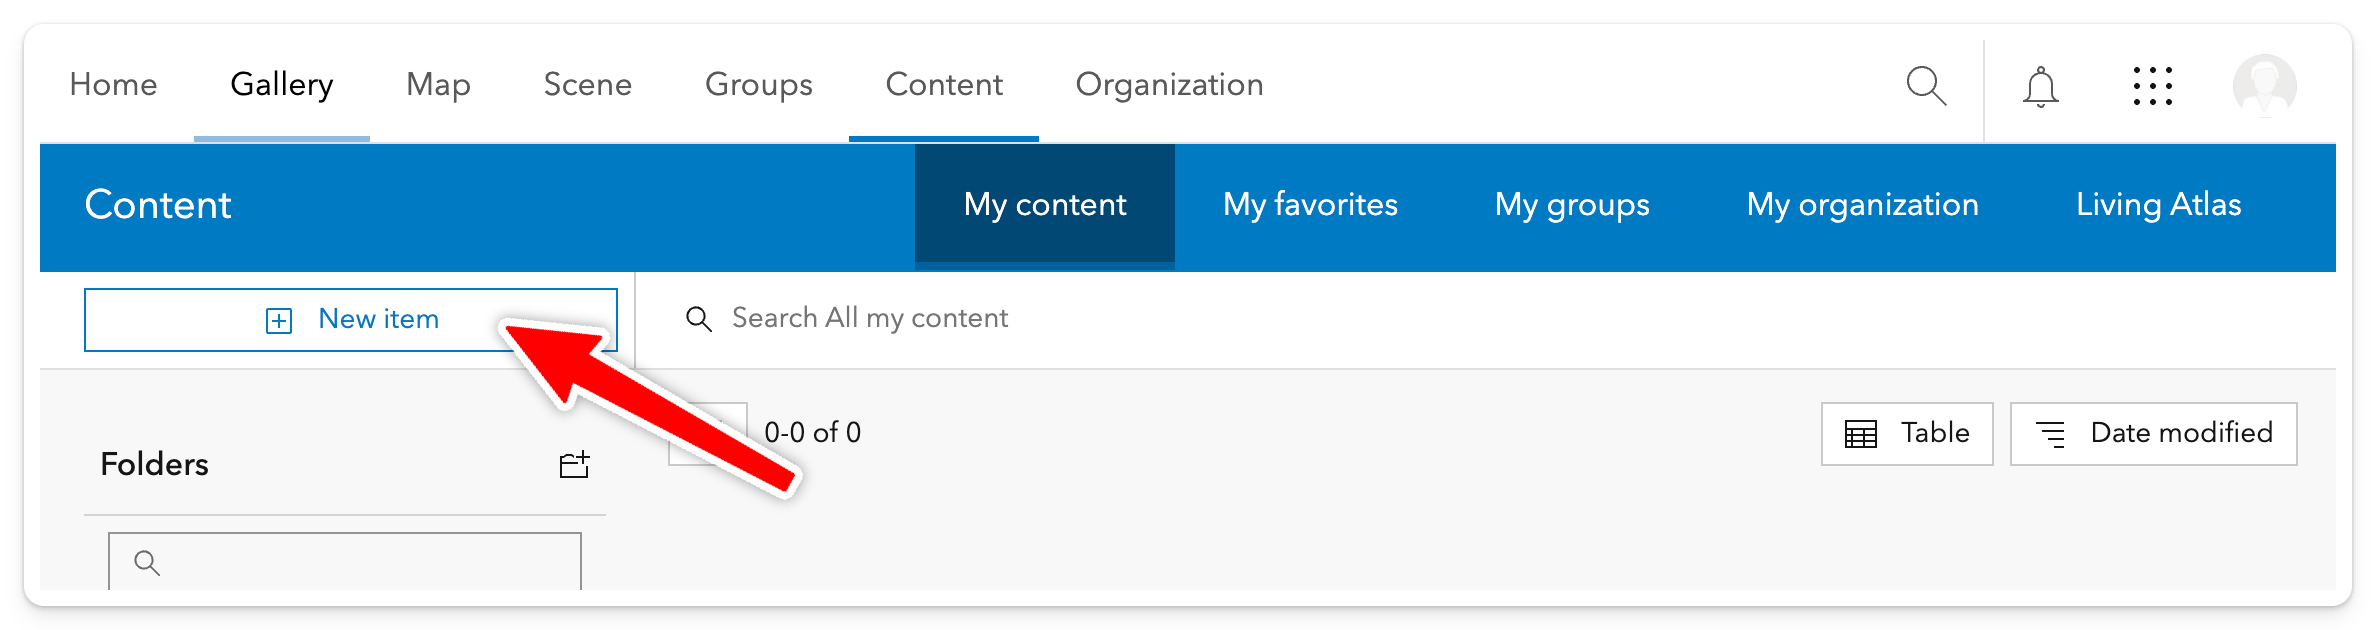 Home Gallery Map Scene Groups Content Organization
Content My content My favorites My groups My organization Living Atlas
New item Search All my content
0-0 of 0 Table Date modified
Folders